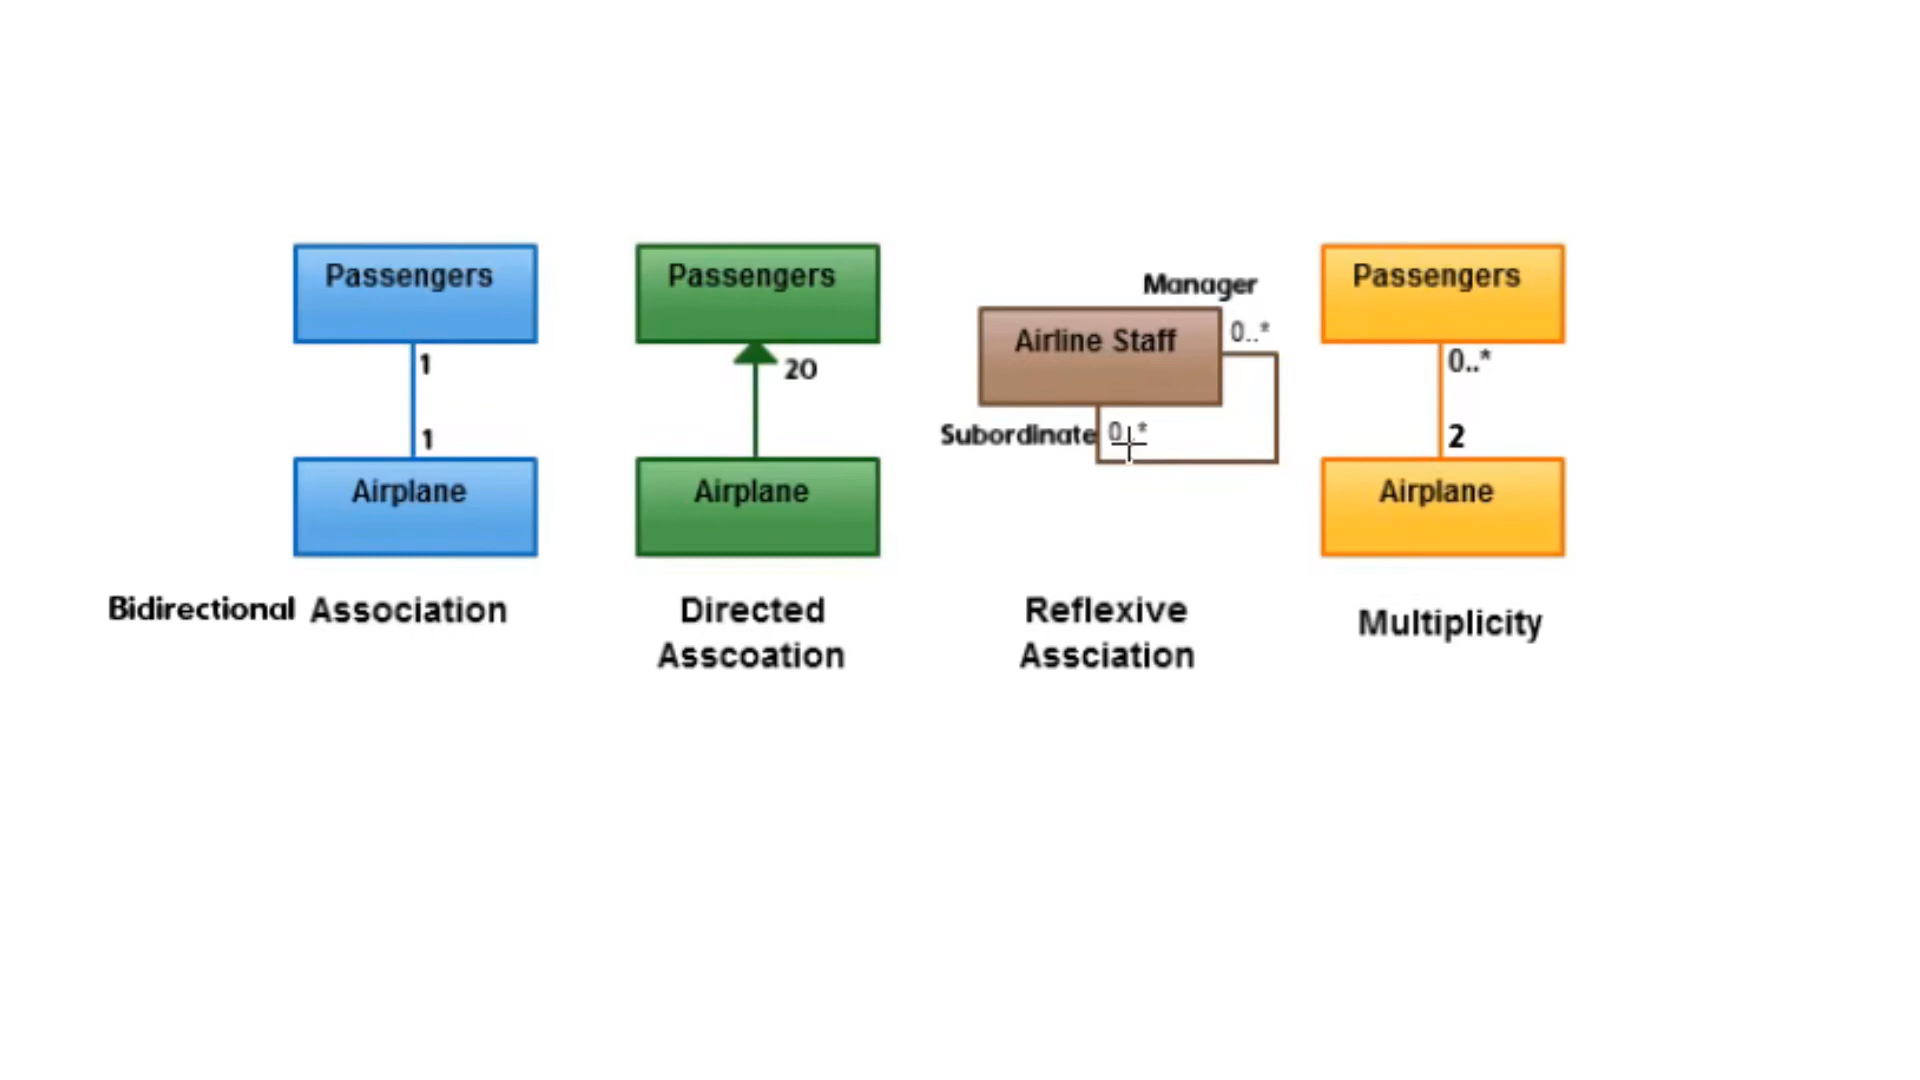 Passengers
1
1
Airplane
Bidirectional Association
Passengers
20
Airplane
Directed
Asscoation
Manager
Airline Staff
0..*
Subordinate
0..*
Reflexive
Assciation
Passengers
0..*
2
Airplane
Multiplicity